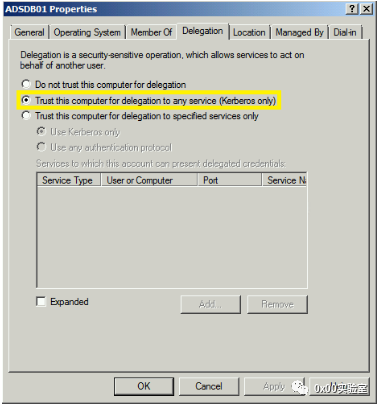 ADSDB01 Properties
General
Operating System
Member Of
Delegation
Location
Managed By
Dial-in
Delegation is a security-sensitive operation, which allows services to act on
behalf of another user.
Do not trust this computer for delegation
Trust this computer for delegation to any service (Kerberos only)
Trust this computer for delegation to specified services only
Use Kerberos only
Use any authentication protocol
Services to which this account can present delegated credentials:
Service Type
User or Computer
Port
Service N
Expanded
Add...
Remove
OK
Cancel
Apply
0x00实验室